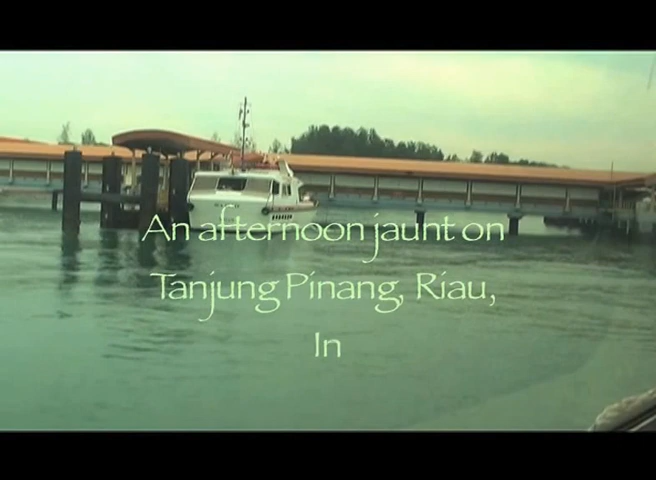 An afternoon jaunt on
Tanjung Pinang, Riau,
In